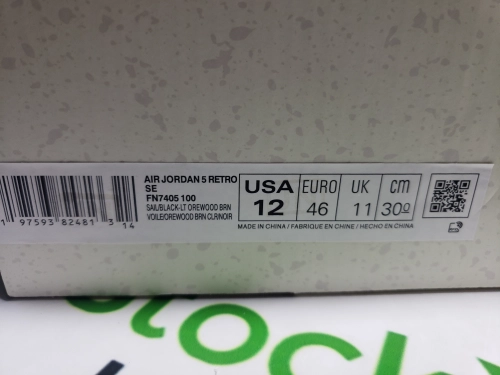 AIR JORDAN 5 RETRO
SE
FN7405 100
SAIL/BLACK-LT OREWOOD BRN
VOILE/OREWOOD BRN CLR/NOIR
1 97593 82481 3 14
USA
12
EURO
46
UK
11
cm
30
MADE IN CHINA / FABRIQUE EN CHINE / HECHO EN CHINA
stock